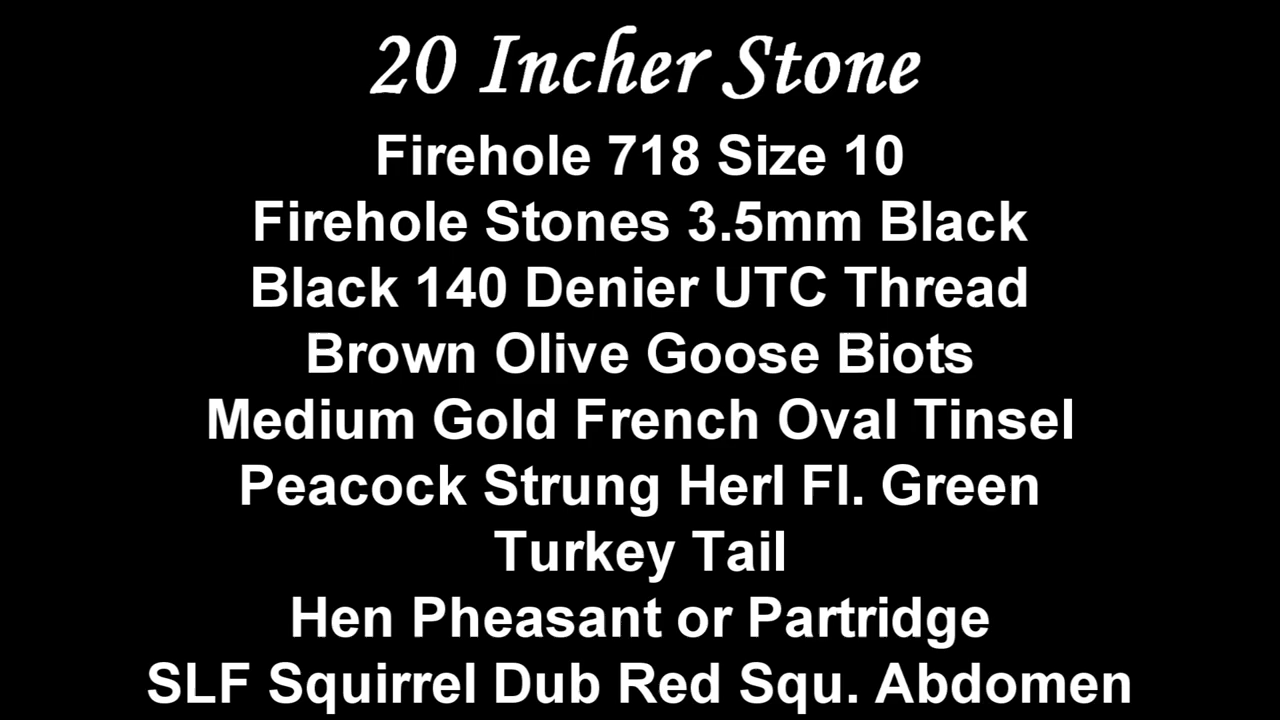 20 Incher Stone
Firehole 718 Size 10
Firehole Stones 3.5mm Black
Black 140 Denier UTC Thread
Brown Olive Goose Biots
Medium Gold French Oval Tinsel
Peacock Strung Herl Fl. Green
Turkey Tail
Hen Pheasant or Partridge
SLF Squirrel Dub Red Squ. Abdomen